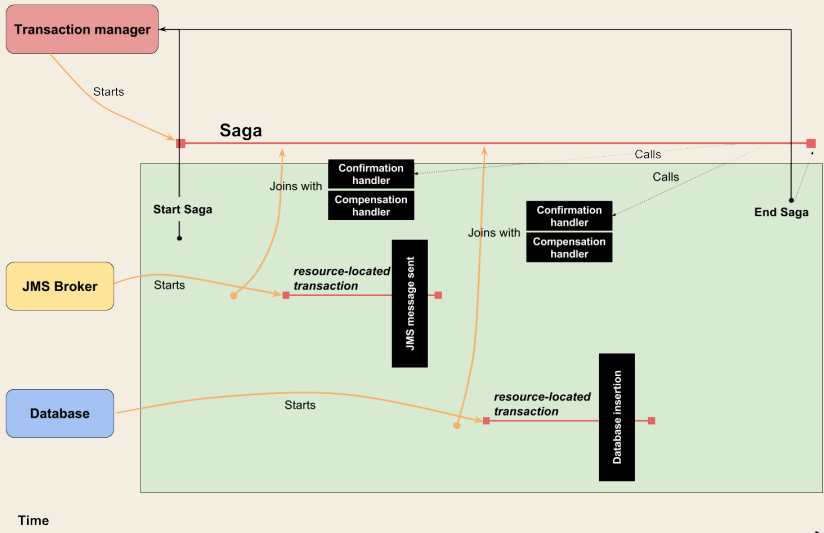 Transaction manager
Starts
Saga
Calls
Confirmation
handler
Joins with
Compensation
handler
Calls
Start Saga
Confirmation
handler
End Saga
Joins with
Compensation
handler
JMS Broker
Starts
resource-located
transaction
JMS message sent
Database
Starts
resource-located
transaction
Database insertion
Time